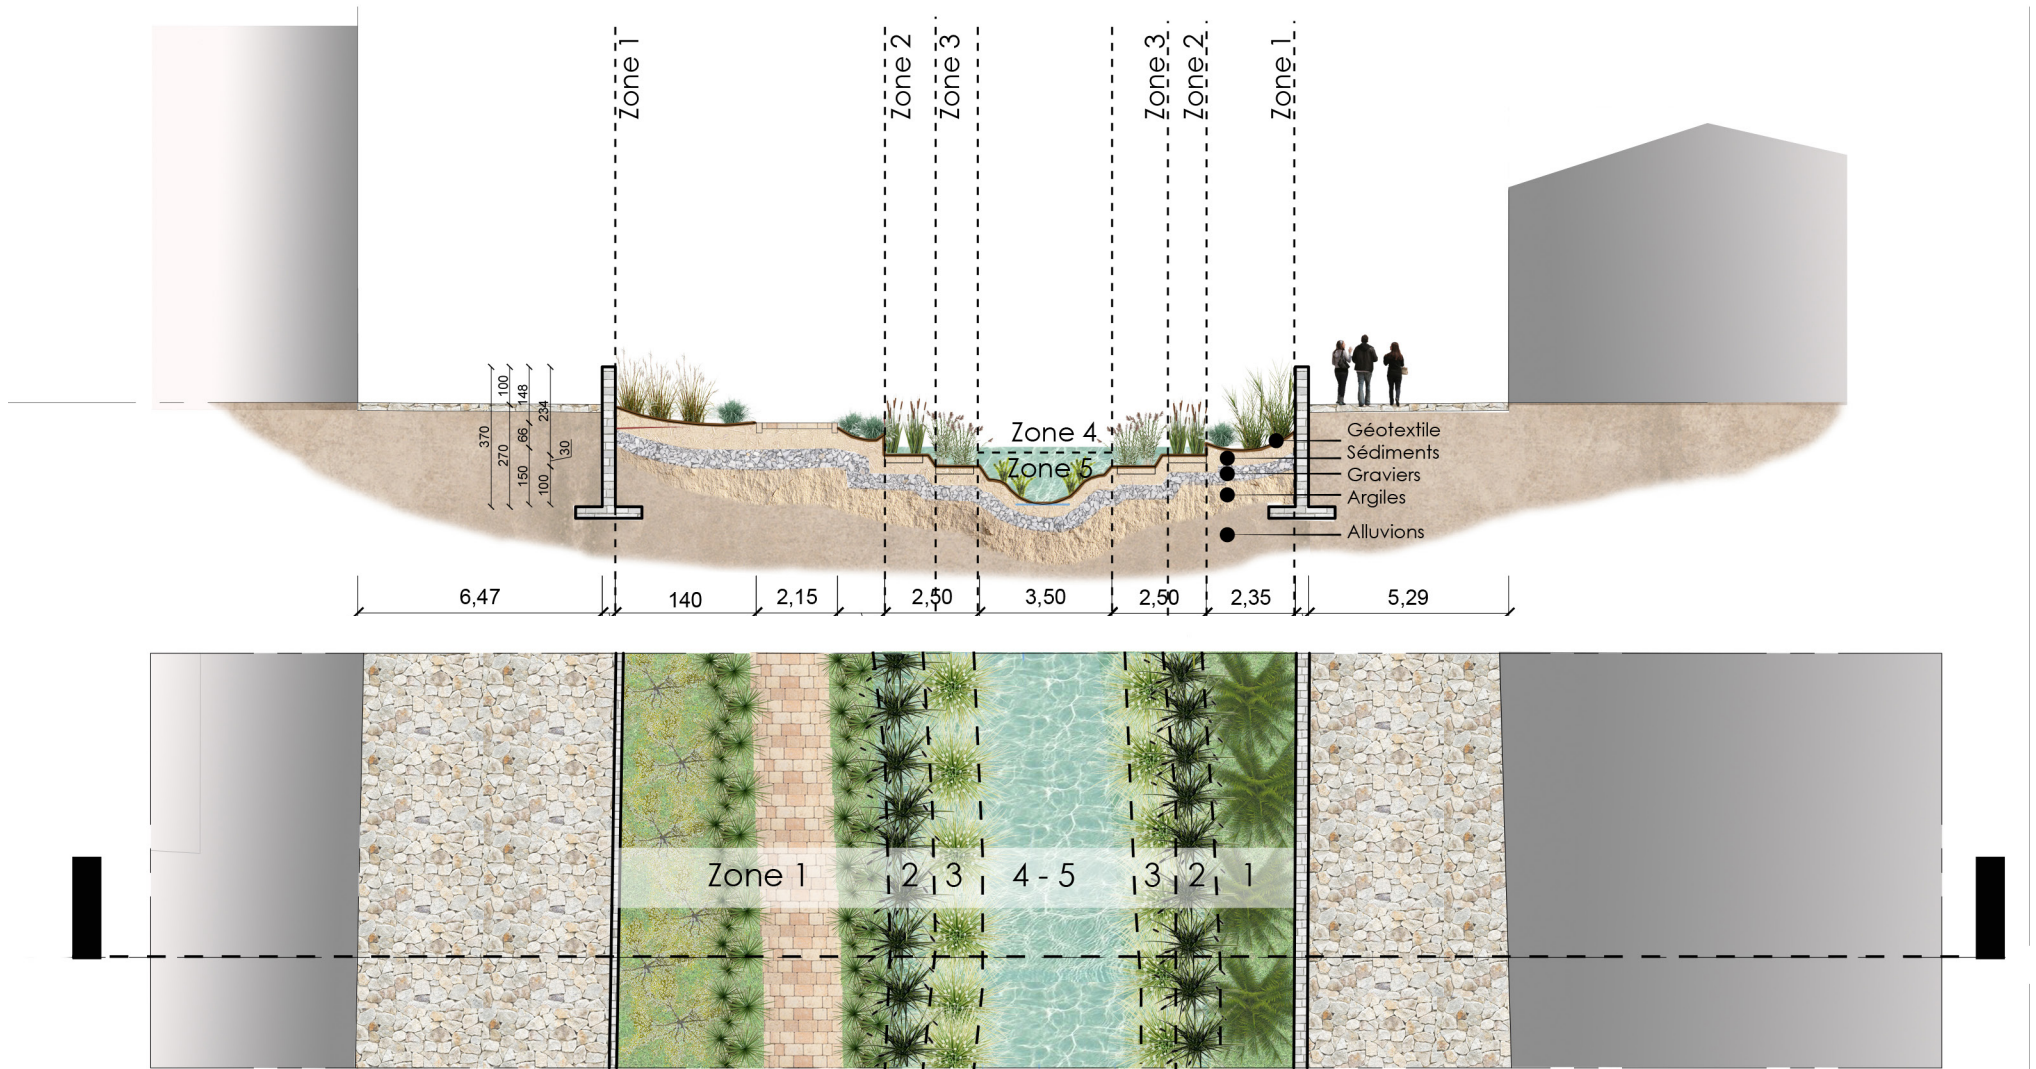 Zone 1
Zone 2
Zone 3
Zone 3
Zone 2
Zone 1
100
148
234
370
270
66
30
150
100
Zone 4
Zone 5
Géotextile
Sédiments
Graviers
Argiles
Alluvions
6,47
140
2,15
2,50
3,50
2,50
2,35
5,29
Zone 1
2
3
4 - 5
3
2
1